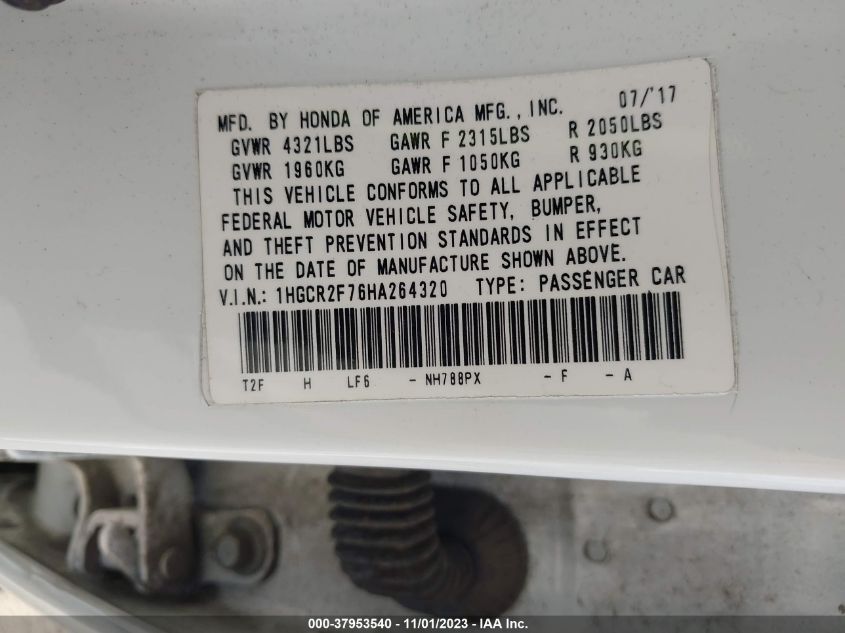 MFD. BY HONDA OF AMERICA MFG., INC. 07/'17
GVWR 4321LBS GAWR F 2315LBS R 2050LBS
GVWR 1960KG GAWR F 1050KG R 930KG
THIS VEHICLE CONFORMS TO ALL APPLICABLE
FEDERAL MOTOR VEHICLE SAFETY, BUMPER,
AND THEFT PREVENTION STANDARDS IN EFFECT
ON THE DATE OF MANUFACTURE SHOWN ABOVE.
V.I.N.: 1HGCR2F76HA264320 TYPE: PASSENGER CAR
T2F H LF6 - NH788PX - F - A
000-37953540 - 11/01/2023 - IAA Inc.